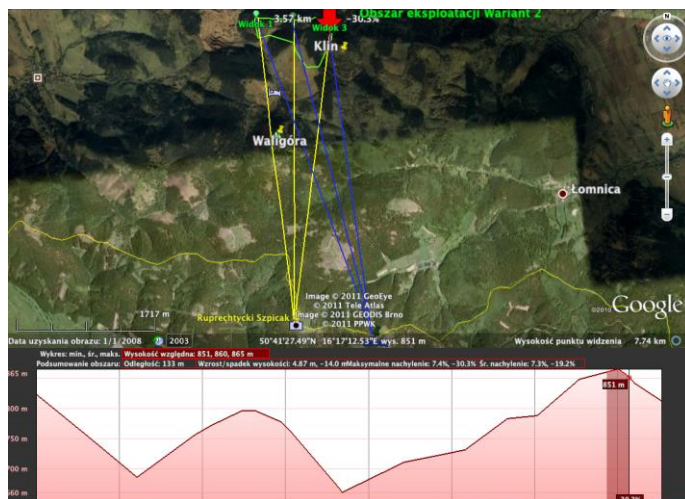 Obszar eksploatacji Wariant 2
3.57 km -30.3%
Widok 1
Widok 3
Klin
N
Waligóra
Łomnica
Image © 2011 GeoEye
© 2011 Tele Atlas
Image © 2011 GEODIS Brno
© 2011 PPWK
©2010 Google
Ruprechtycki Szpicak
1717 m
Data uzyskania obrazu: 1/1/2008 2003 50°41'27.49"N 16°17'12.53"E wys. 851 m Wysokość punktu widzenia 7.74 km
Wykres: min., śr., maks. Wysokość względna: 851, 860, 865 m
Podsumowanie obszaru: Odległość: 133 m Wzrost/spadek wysokości: 4.87 m, -14.0 m Maksymalne nachylenie: 7.4%, -30.3% Śr. nachylenie: 7.3%, -19.2%
865 m
851 m
800 m
750 m
700 m
660 m